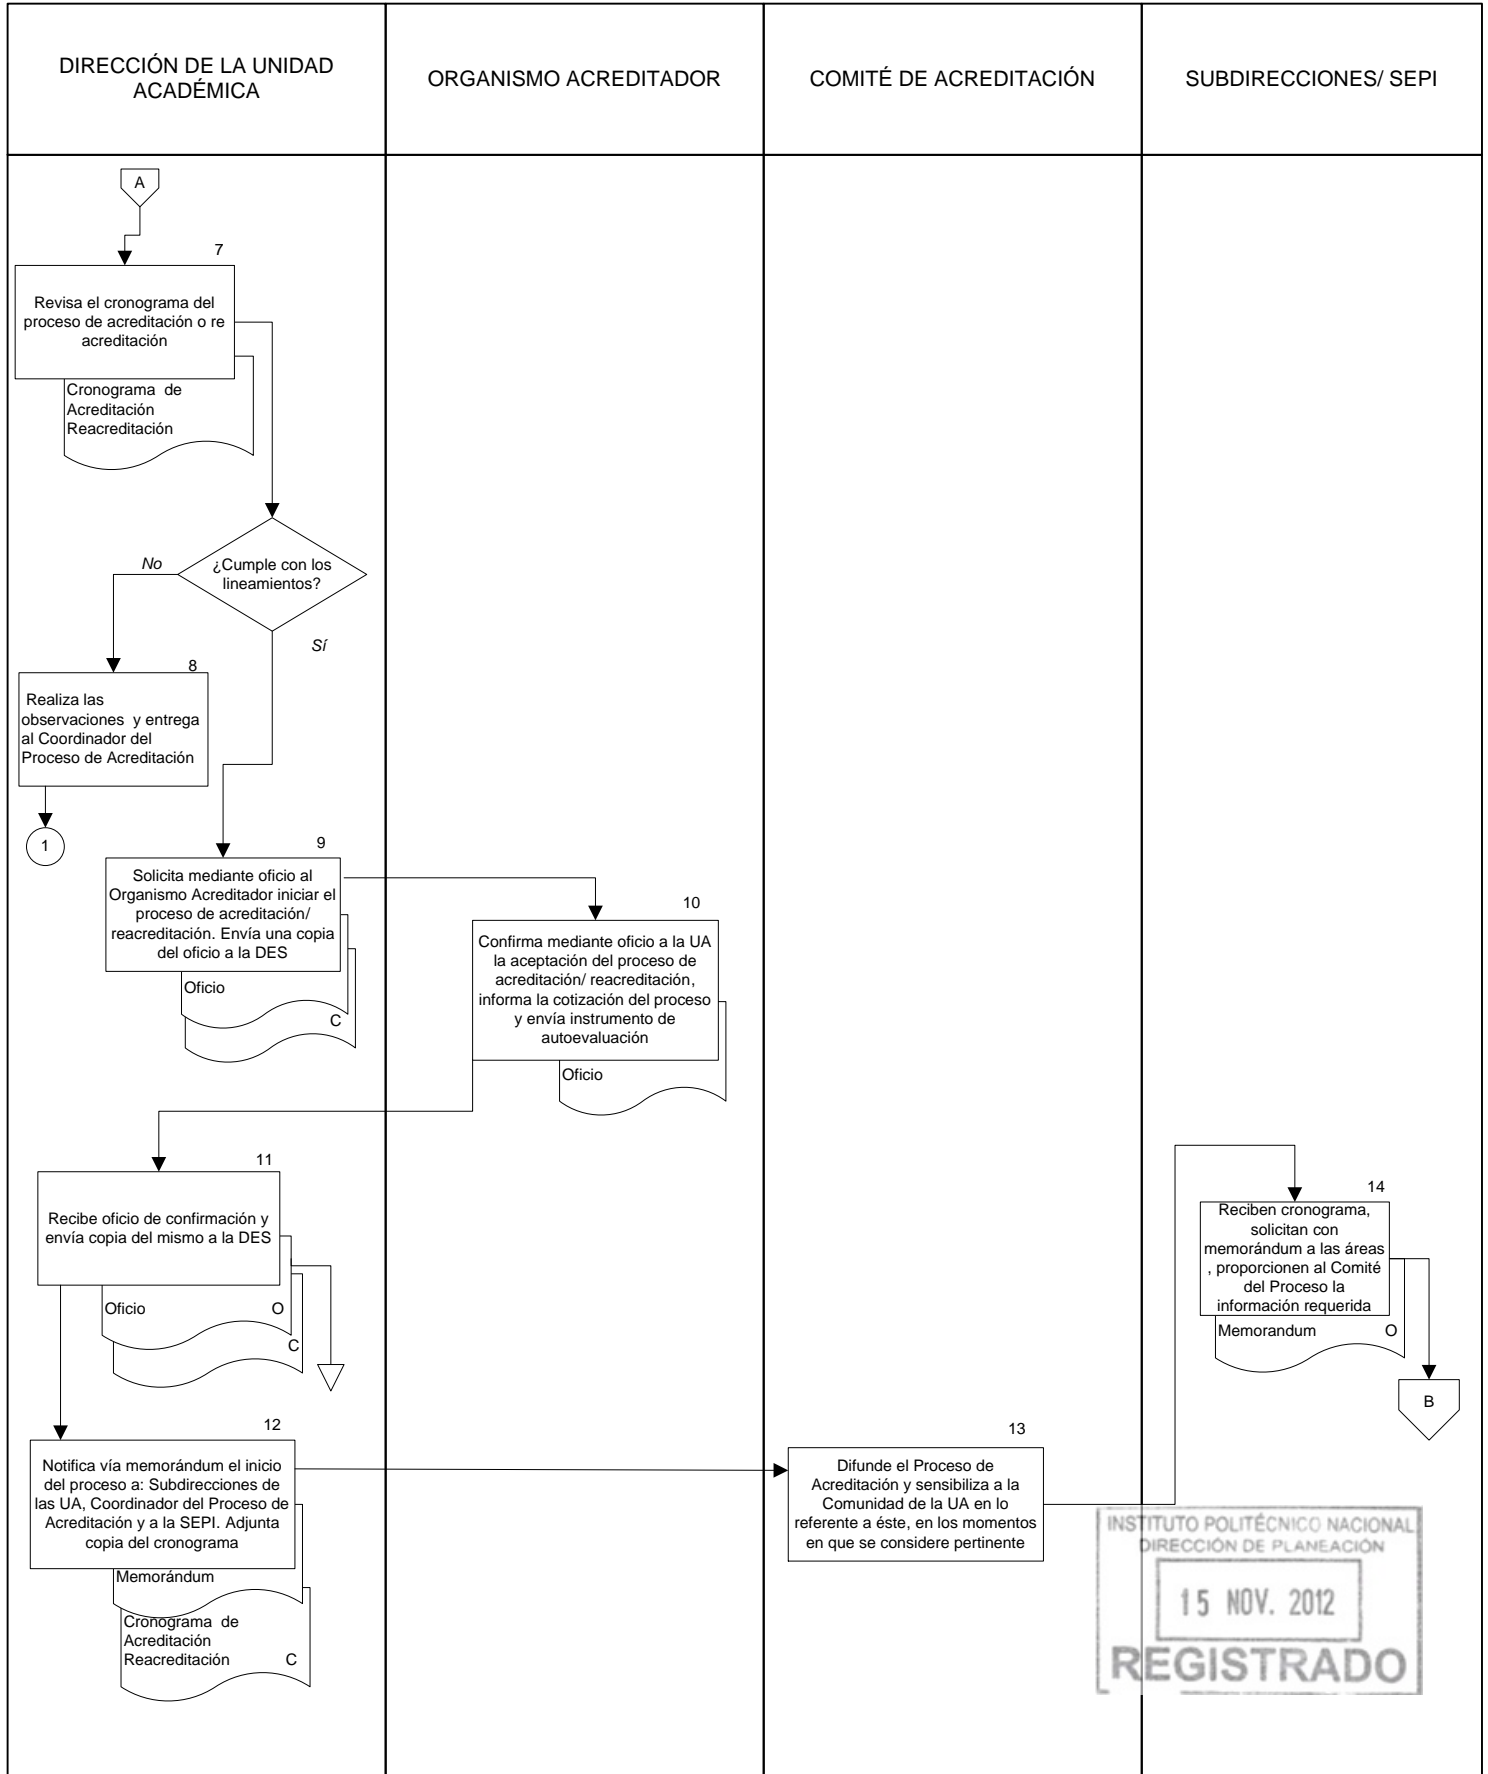 DIRECCIÓN DE LA UNIDAD
ACADÉMICA
ORGANISMO ACREDITADOR
COMITÉ DE ACREDITACIÓN
SUBDIRECCIONES/ SEPI
A
7
Revisa el cronograma del
proceso de acreditación o re
acreditación
Cronograma de
Acreditación
Reacreditación
¿Cumple con los
lineamientos?
No
Sí
8
Realiza las
observaciones y entrega
al Coordinador del
Proceso de Acreditación
1
9
Solicita mediante oficio al
Organismo Acreditador iniciar el
proceso de acreditación/
reacreditación. Envía una copia
del oficio a la DES
Oficio
C
10
Confirma mediante oficio a la UA
la aceptación del proceso de
acreditación/ reacreditación,
informa la cotización del proceso
y envía instrumento de
autoevaluación
Oficio
11
Recibe oficio de confirmación y
envía copia del mismo a la DES
Oficio O
C
12
Notifica vía memorándum el inicio
del proceso a: Subdirecciones de
las UA, Coordinador del Proceso de
Acreditación y a la SEPI. Adjunta
copia del cronograma
Memorándum
Cronograma de
Acreditación
Reacreditación C
13
Difunde el Proceso de
Acreditación y sensibiliza a la
Comunidad de la UA en lo
referente a éste, en los momentos
en que se considere pertinente
14
Reciben cronograma,
solicitan con
memorándum a las áreas
, proporcionen al Comité
del Proceso la
información requerida
Memorandum O
B
INSTITUTO POLITÉCNICO NACIONAL
DIRECCIÓN DE PLANEACIÓN
15 NOV. 2012
REGISTRADO